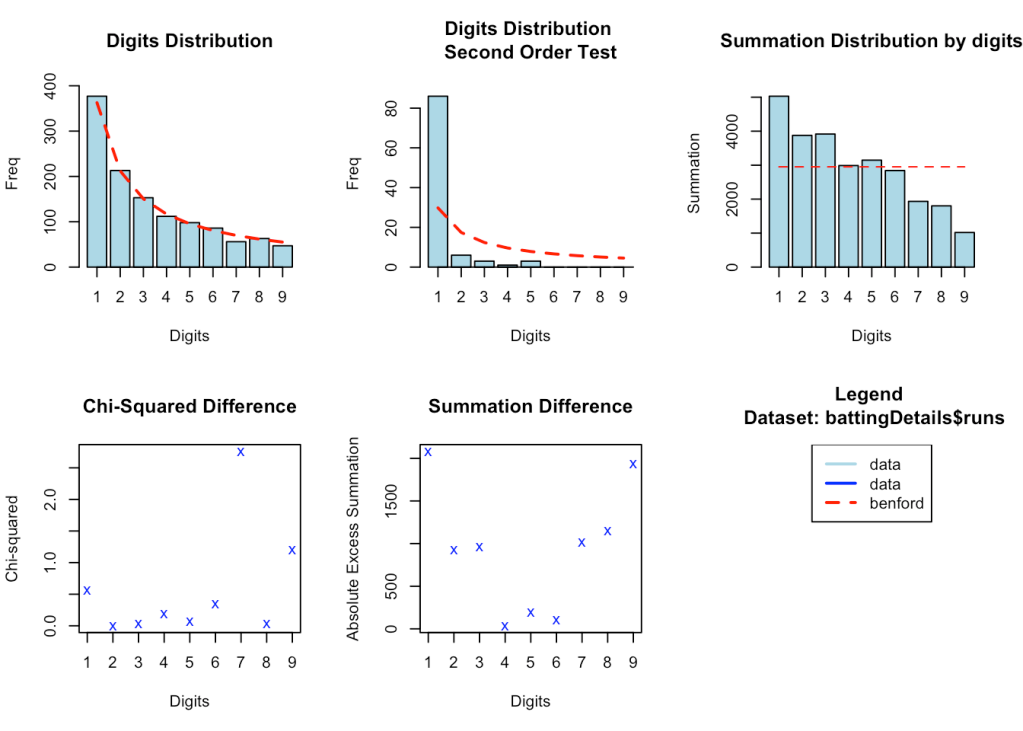 Digits Distribution
Freq
400
300
200
100
0
1 2 3 4 5 6 7 8 9
Digits
Digits Distribution
Second Order Test
Freq
80
60
40
20
0
1 2 3 4 5 6 7 8 9
Digits
Summation Distribution by digits
Summation
4000
2000
0
1 2 3 4 5 6 7 8 9
Digits
Chi-Squared Difference
Chi-squared
2.0
1.0
0.0
1 2 3 4 5 6 7 8 9
Digits
Summation Difference
Absolute Excess Summation
1500
500
0
1 2 3 4 5 6 7 8 9
Digits
Legend
Dataset: battingDetails$runs
data
data
benford